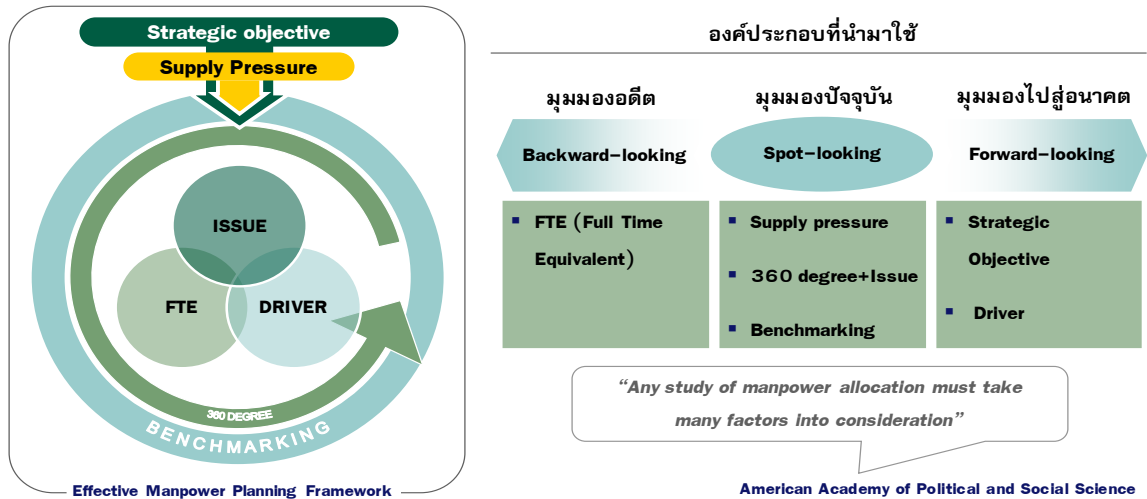 Strategic objective
Supply Pressure
ISSUE
FTE
DRIVER
360 DEGREE
BENCHMARKING
Effective Manpower Planning Framework
องค์ประกอบที่นำมาใช้
มุมมองอดีต
มุมมองปัจจุบัน
มุมมองไปสู่อนาคต
Backward-looking
Spot-looking
Forward-looking
▪ FTE (Full Time
Equivalent)
▪ Supply pressure
▪ 360 degree+Issue
▪ Benchmarking
▪ Strategic
Objective
▪ Driver
“Any study of manpower allocation must take
many factors into consideration”
American Academy of Political and Social Science